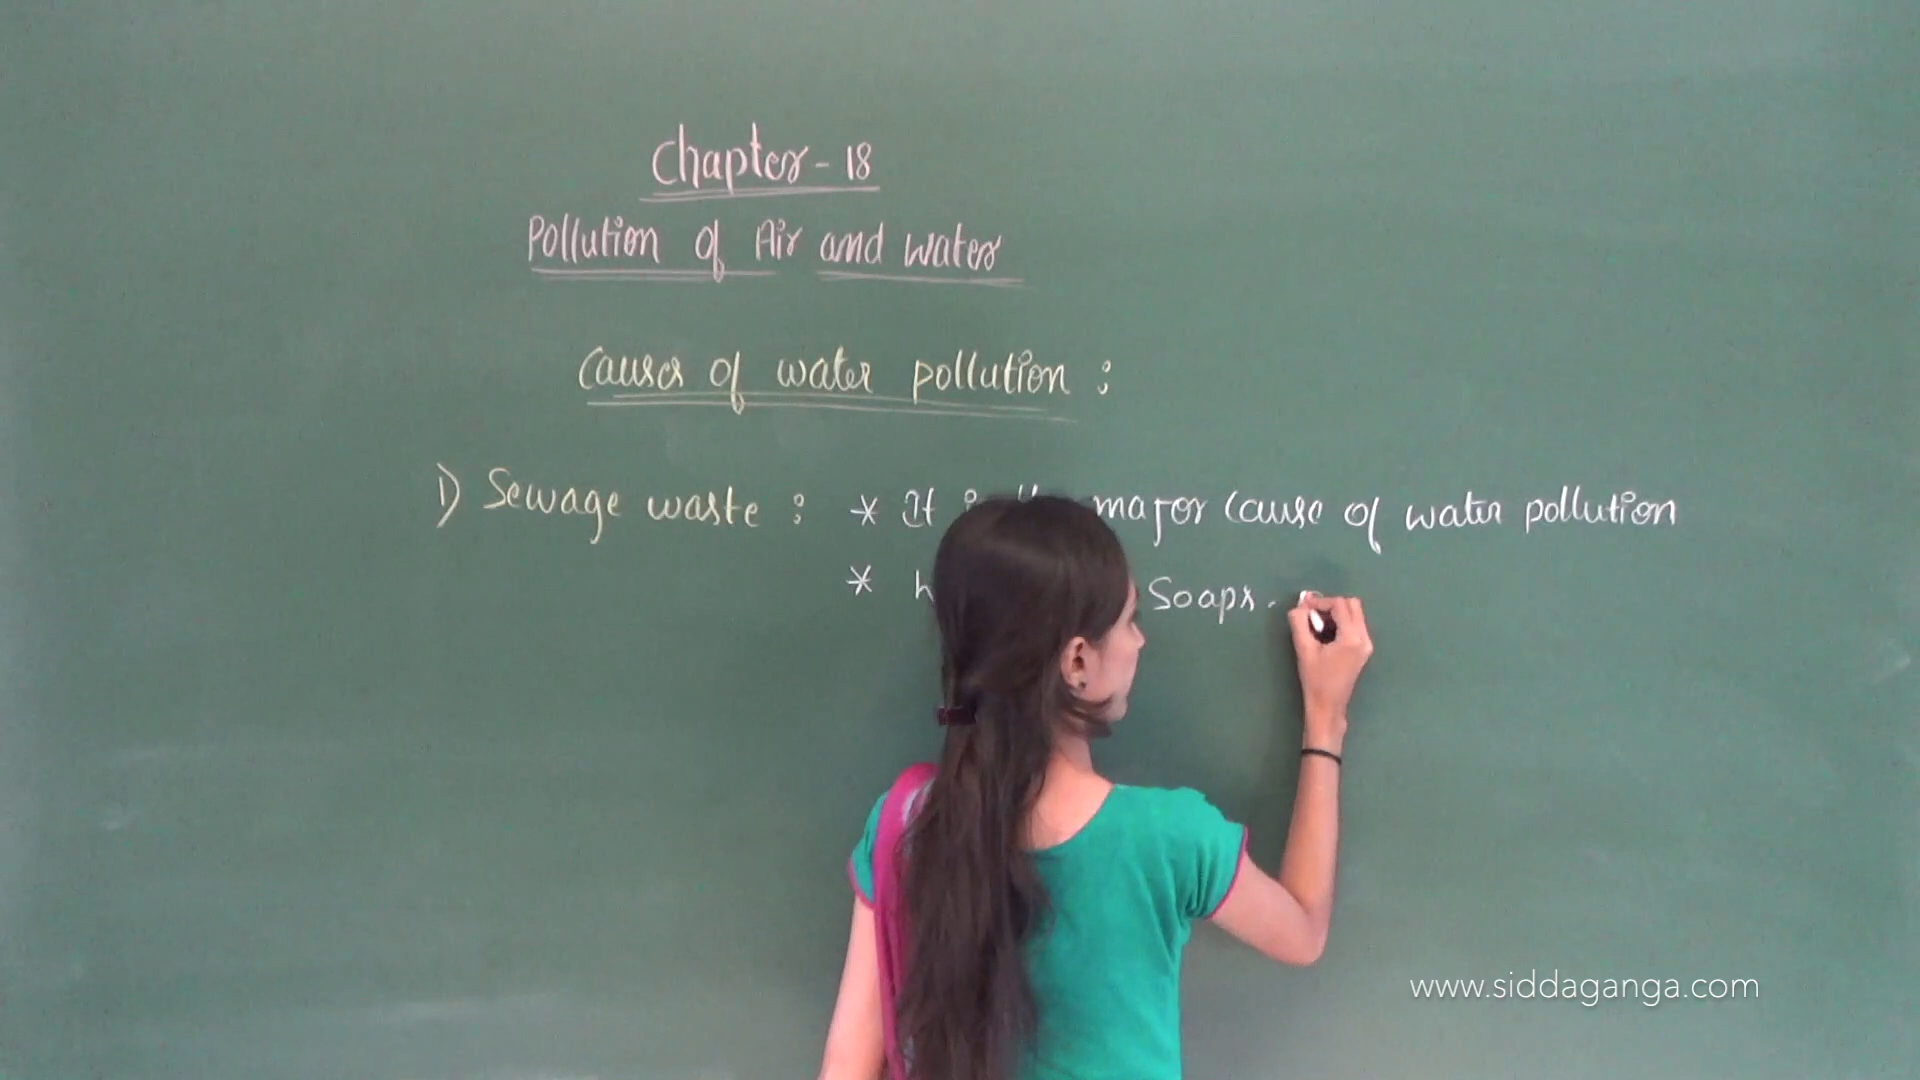 Chapter - 18
Pollution of Air and Water
Causes of water pollution :
1) Sewage waste : * It major cause of water pollution
* Soaps.
www.siddaganga.com